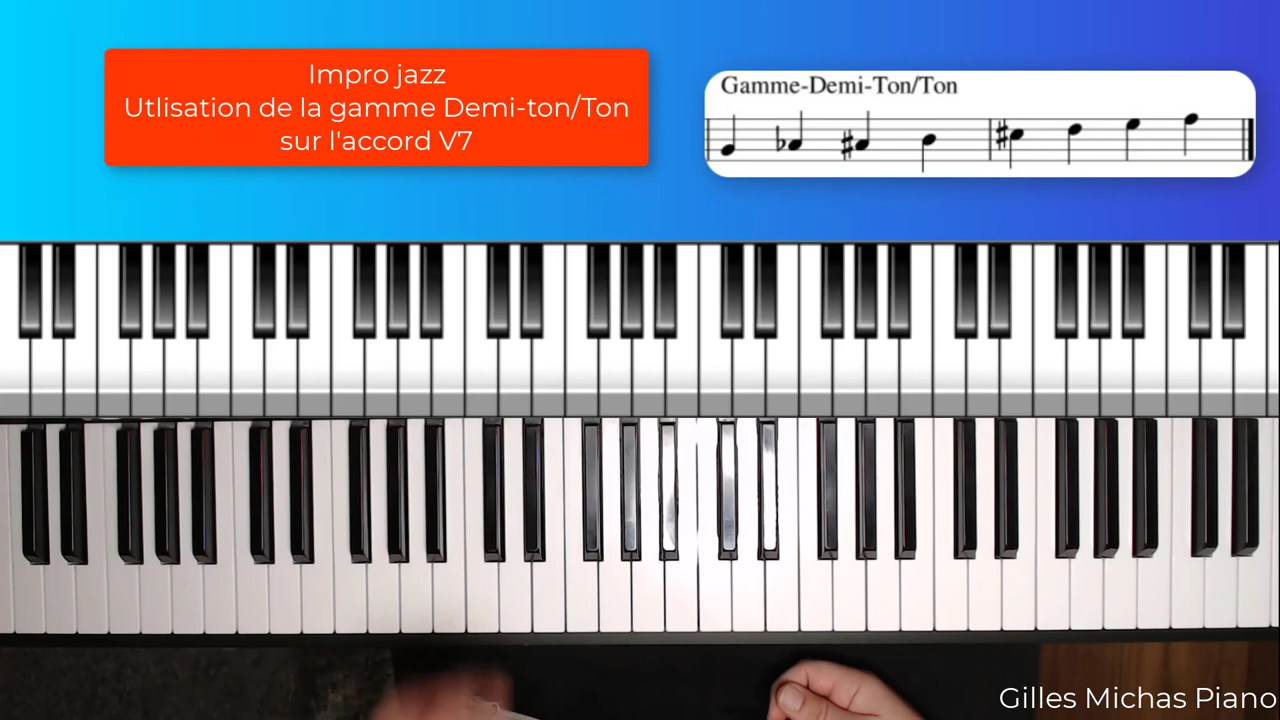 Impro jazz
Utlisation de la gamme Demi-ton/Ton
sur l'accord V7
Gamme-Demi-Ton/Ton
Gilles Michas Piano